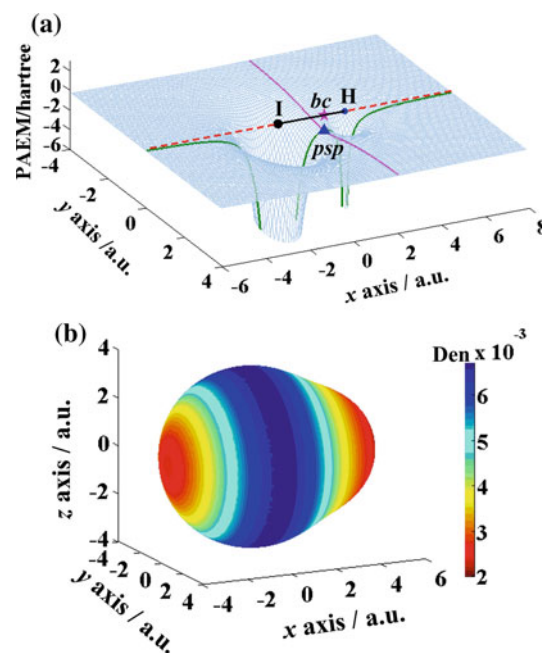 (a)
PAEM/hartree
2
0
-2
-4
-6
I
bc
H
psp
-2
0
2
4
y axis /a.u.
-6
-4
-2
0
2
4
6
8
x axis / a.u.
(b)
Den x 10⁻³
4
2
0
-2
-4
z axis / a.u.
-4
-2
0
2
4
y axis / a.u.
-4
-2
0
2
4
6
x axis / a.u.
6
5
4
3
2